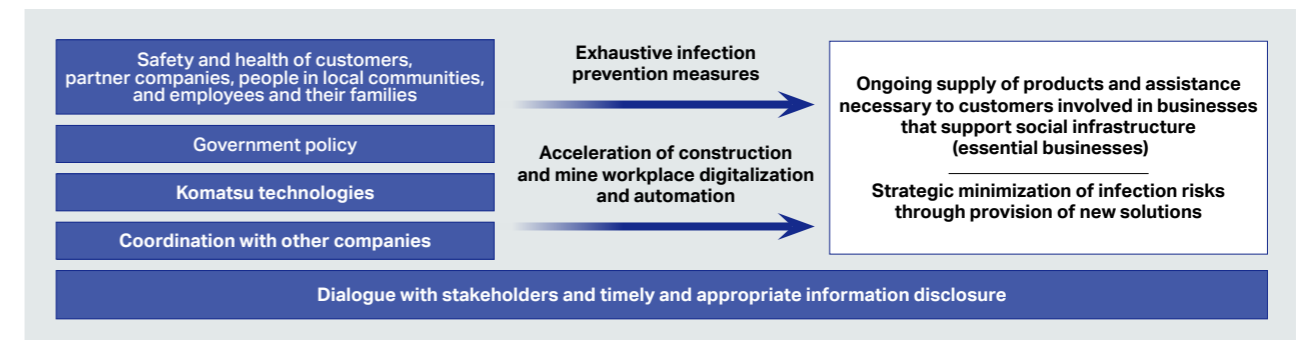 Safety and health of customers,
partner companies, people in local communities,
and employees and their families
Government policy
Komatsu technologies
Coordination with other companies
Exhaustive infection
prevention measures
Acceleration of construction
and mine workplace digitalization
and automation
Ongoing supply of products and assistance
necessary to customers involved in businesses
that support social infrastructure
(essential businesses)
Strategic minimization of infection risks
through provision of new solutions
Dialogue with stakeholders and timely and appropriate information disclosure